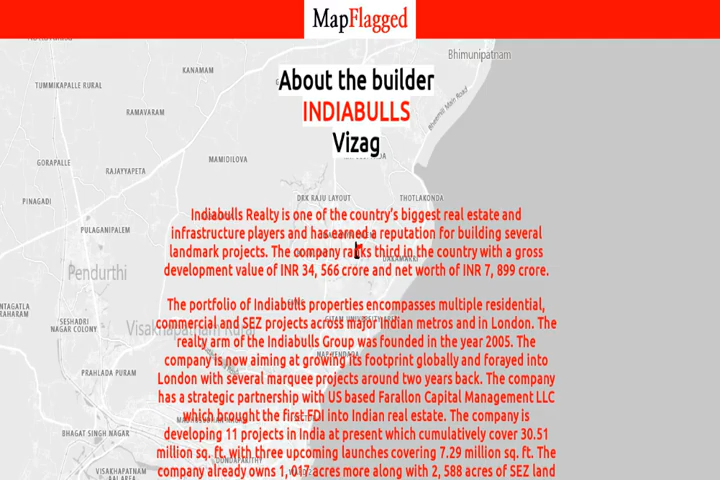 MapFlagged
Bhimunipatnam
KANAMAM
TUMMIKAPALLE RURAL
About the builder
INDIABULLS
Vizag
Bheemili Main Road
RAMAVARAM
MAMIDILOVA
GORAPALLE
RAJAYYAPETA
PINAGADI
DRK RAJU LAYOUT
THOTLAKONDA
Indiabulls Realty is one of the country's biggest real estate and
infrastructure players and has earned a reputation for building several
landmark projects. The company ranks third in the country with a gross
development value of INR 34, 566 crore and net worth of INR 7, 899 crore.
PULAGANIPALEM
Pendurthi
The portfolio of Indiabulls properties encompasses multiple residential,
commercial and SEZ projects across major Indian metros and in London. The
realty arm of the Indiabulls Group was founded in the year 2005. The
company is now aiming at growing its footprint globally and forayed into
London with several marquee projects around two years back. The company
has a strategic partnership with US based Farallon Capital Management LLC
which brought the first FDI into Indian real estate. The company is
developing 11 projects in India at present which cumulatively cover 30.51
million sq. ft. with three upcoming launches covering 7.29 million sq. ft. The
company already owns 1, 017 acres more along with 2, 588 acres of SEZ land
SESHADRI
NAGAR COLONY
Visakhapatnam Rural
PRAHLADA PURAM
BHAGAT SINGH NAGAR
DONDAPARTHY
VISAKHAPATNAM